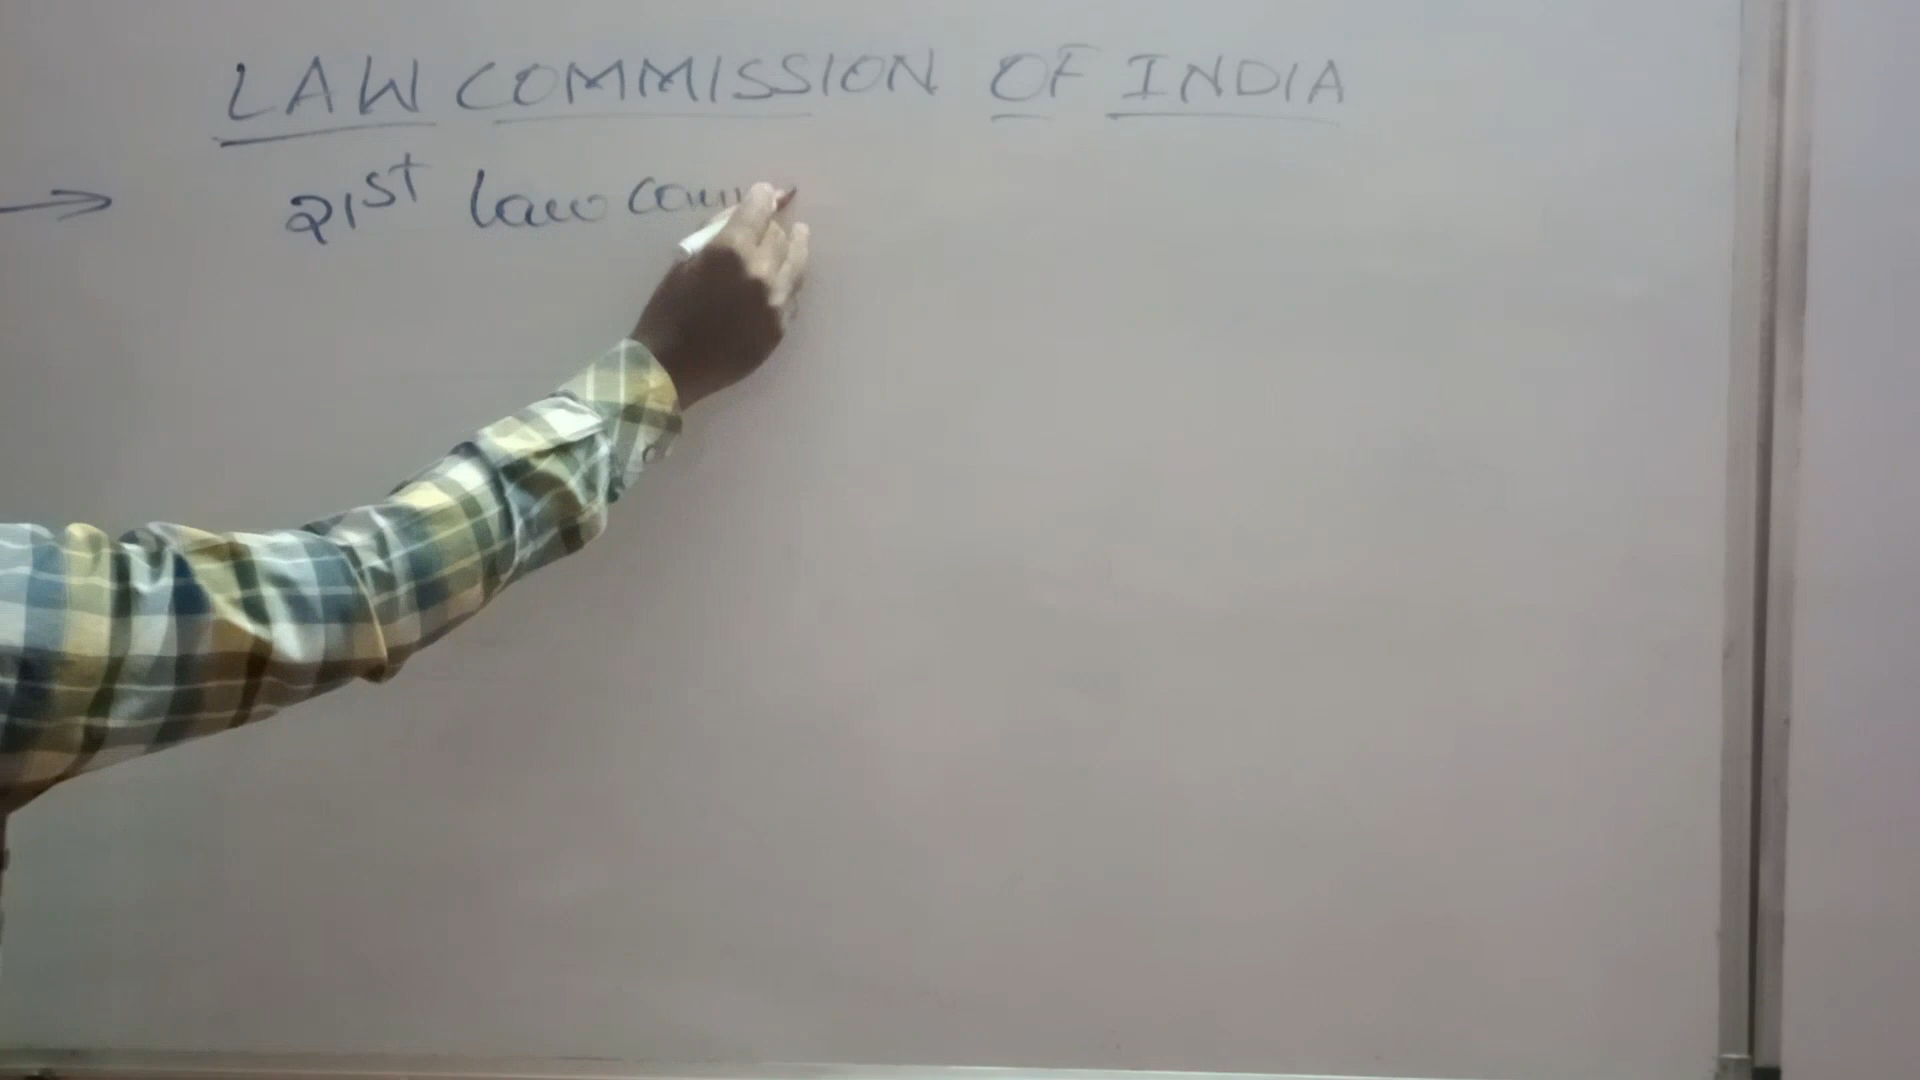 LAW COMMISSION OF INDIA
→ 21st law com